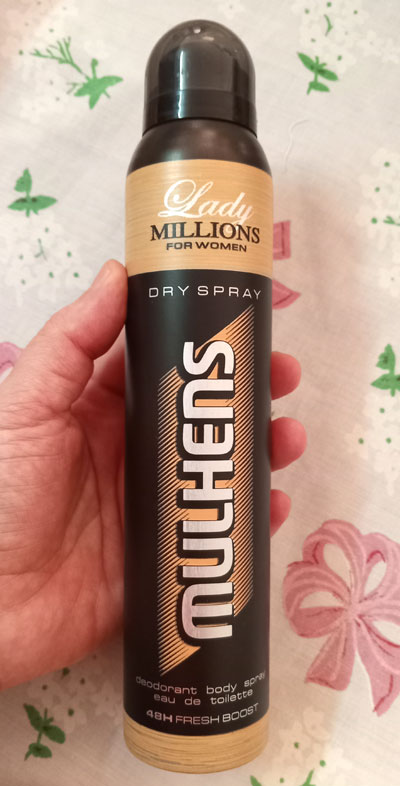 Lady
MILLIONS
FOR WOMEN
DRY SPRAY
MULHENS
deodorant body spray
eau de toilette
48H FRESH BOOST